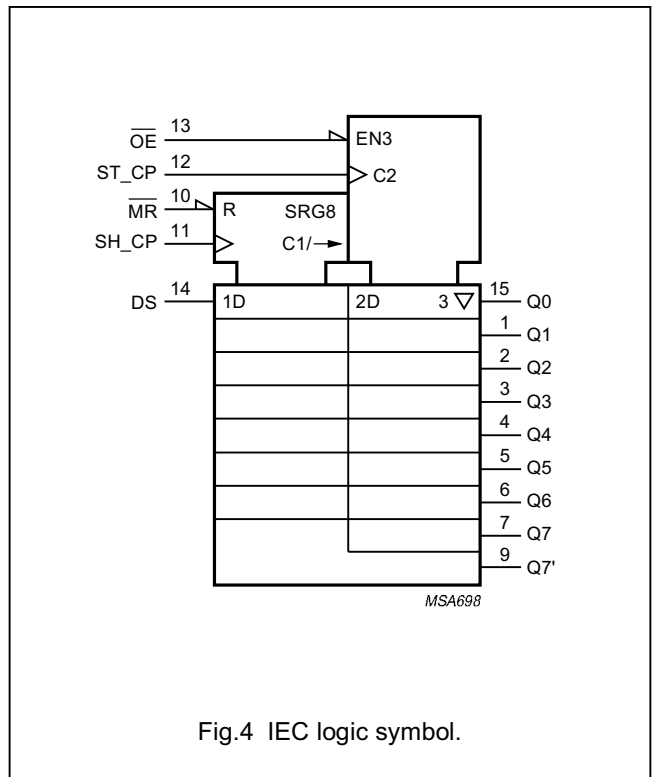 O̅E̅ 13 EN3
ST_CP 12 C2
M̅R̅ 10 R SRG8
SH_CP 11 C1/→
DS 14 1D 2D 3 ▽ 15 Q0
1 Q1
2 Q2
3 Q3
4 Q4
5 Q5
6 Q6
7 Q7
9 Q7'
MSA698
Fig.4 IEC logic symbol.